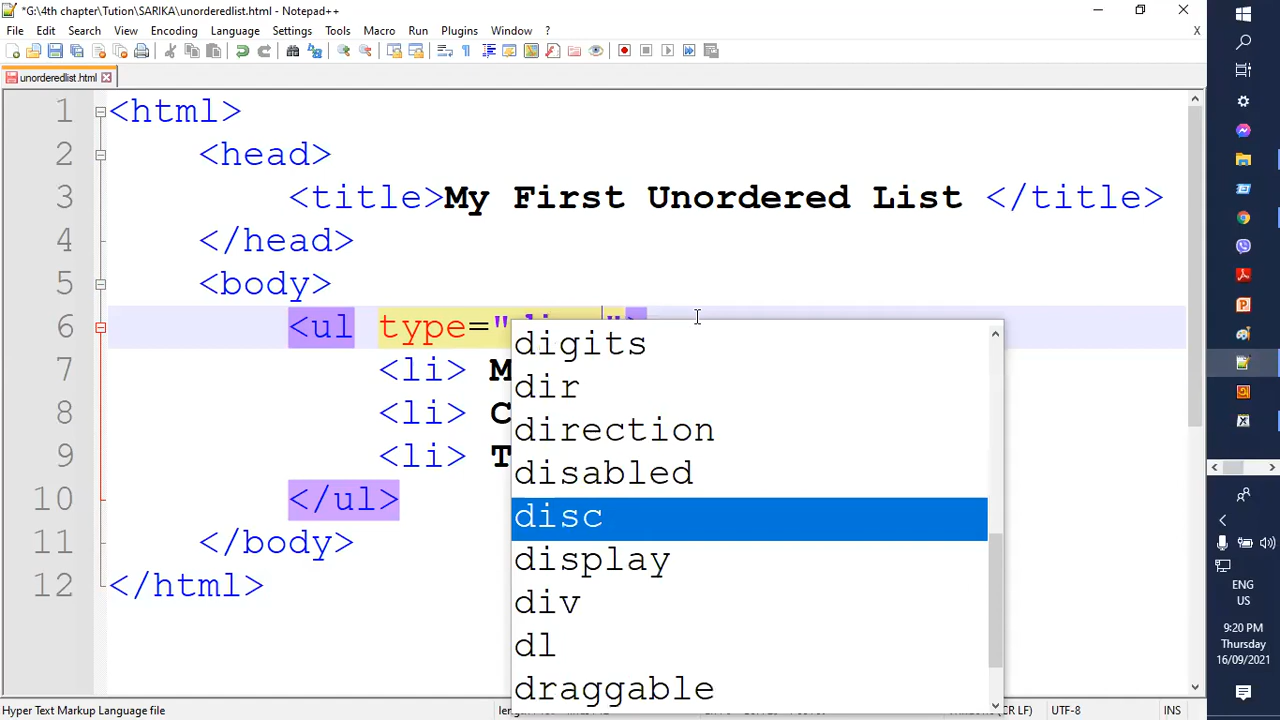 *G:\4th chapter\Tution\SARIKA\unorderedlist.html - Notepad++
File Edit Search View Encoding Language Settings Tools Macro Run Plugins Window ? X
unorderedlist.html
1 <html>
2 <head>
3 <title>My First Unordered List </title>
4 </head>
5 <body>
6 <ul type="
7 <li> M
8 <li> C
9 <li> T
10 </ul>
11 </body>
12 </html>
digits
dir
direction
disabled
disc
display
div
dl
draggable
Hyper Text Markup Language file
UTF-8 INS
ENG
US
9:20 PM
Thursday
16/09/2021